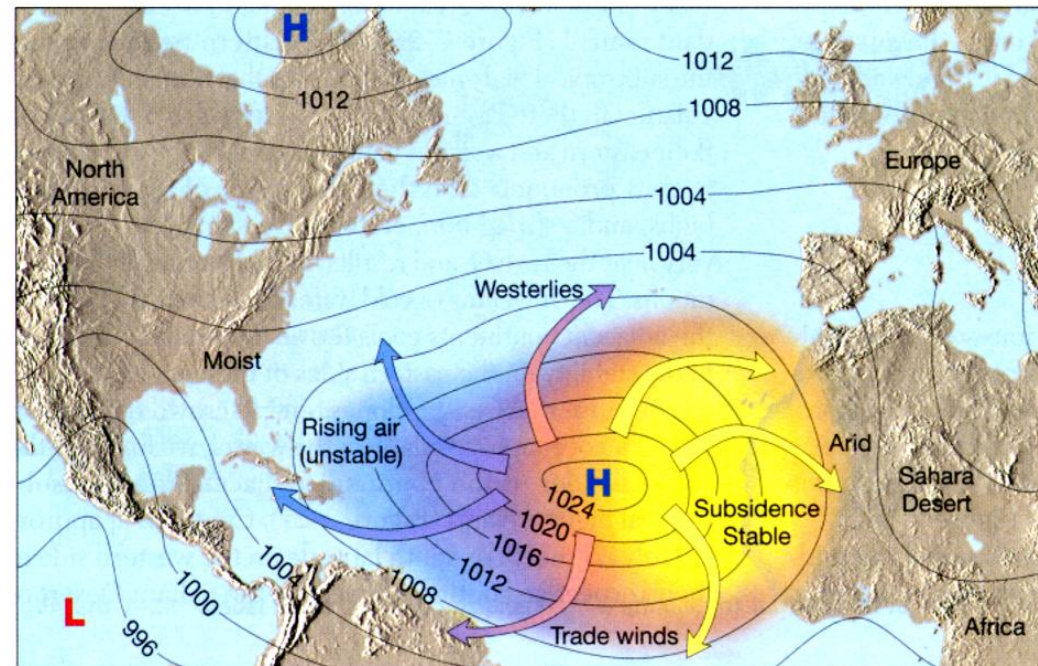 H
1012
1012
1008
North
America
Europe
1004
1004
Westerlies
Moist
Rising air
(unstable)
Arid
H
1024
1020
1016
1012
1008
Subsidence
Stable
Sahara
Desert
1004
1000
996
L
Trade winds
Africa